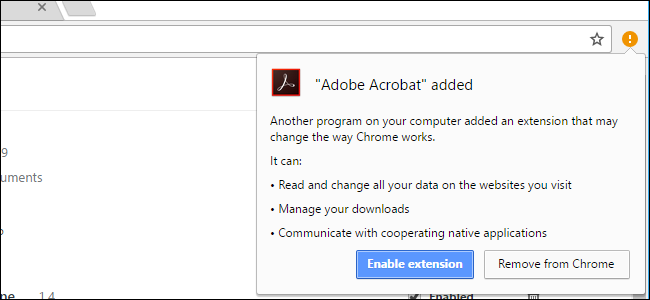 "Adobe Acrobat" added
Another program on your computer added an extension that may
change the way Chrome works.
It can:
• Read and change all your data on the websites you visit
• Manage your downloads
• Communicate with cooperating native applications
Enable extension Remove from Chrome
9
uments
1.4 Enabled